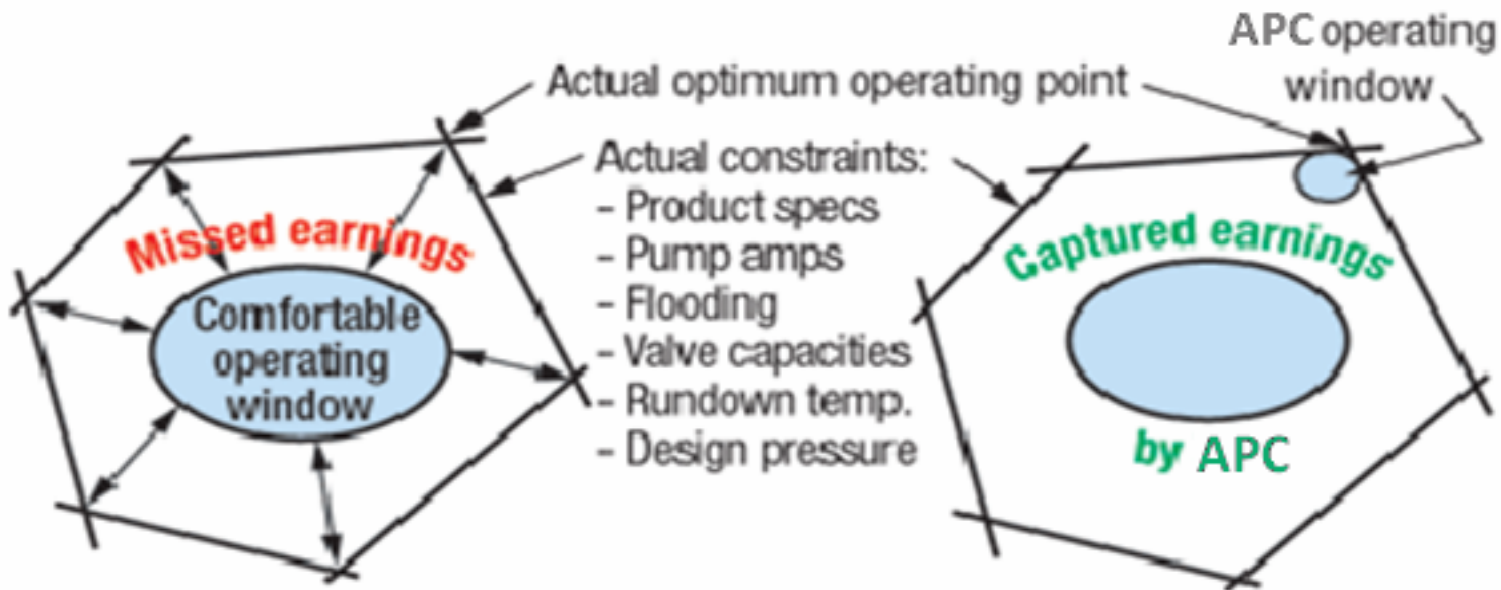 APC operating
window
Actual optimum operating point
Actual constraints:
- Product specs
- Pump amps
- Flooding
- Valve capacities
- Rundown temp.
- Design pressure
Missed earnings
Comfortable
operating
window
Captured earnings
by APC